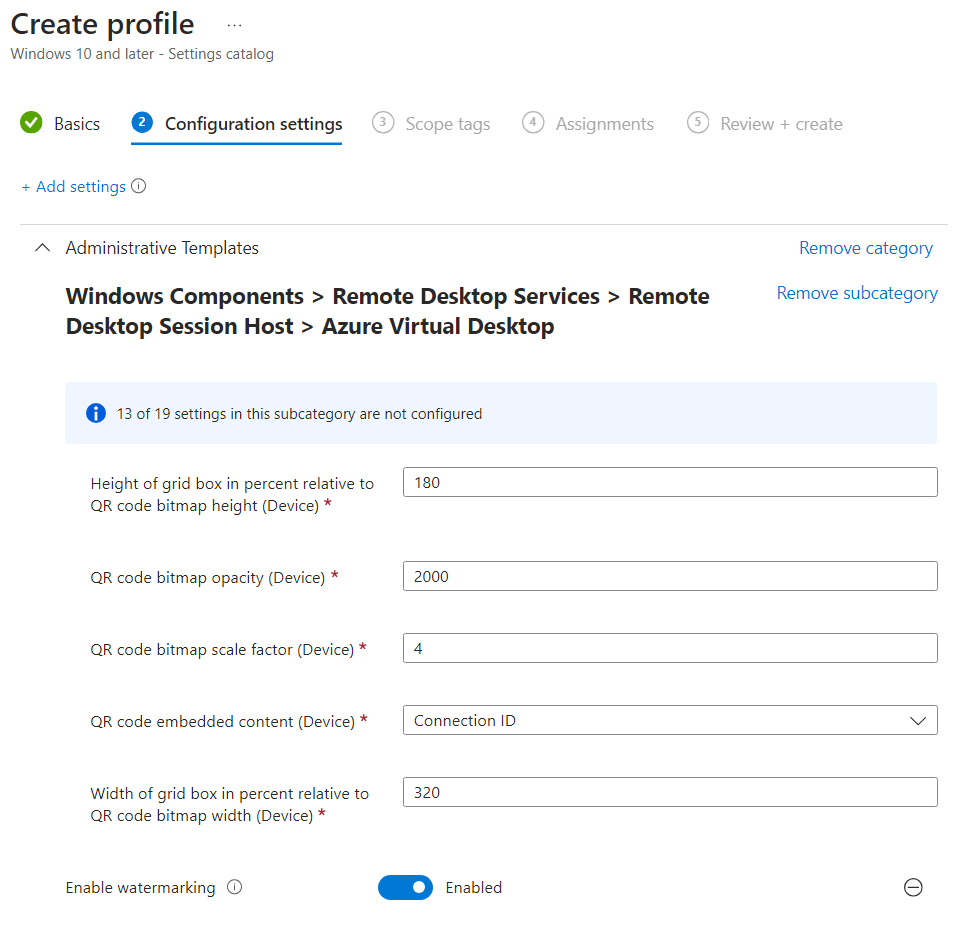 Create profile ...
Windows 10 and later - Settings catalog
Basics
2 Configuration settings
3 Scope tags
4 Assignments
5 Review + create
+ Add settings
Administrative Templates
Remove category
Windows Components > Remote Desktop Services > Remote
Desktop Session Host > Azure Virtual Desktop
Remove subcategory
13 of 19 settings in this subcategory are not configured
Height of grid box in percent relative to
QR code bitmap height (Device) *
180
QR code bitmap opacity (Device) *
2000
QR code bitmap scale factor (Device) *
4
QR code embedded content (Device) *
Connection ID
Width of grid box in percent relative to
QR code bitmap width (Device) *
320
Enable watermarking
Enabled